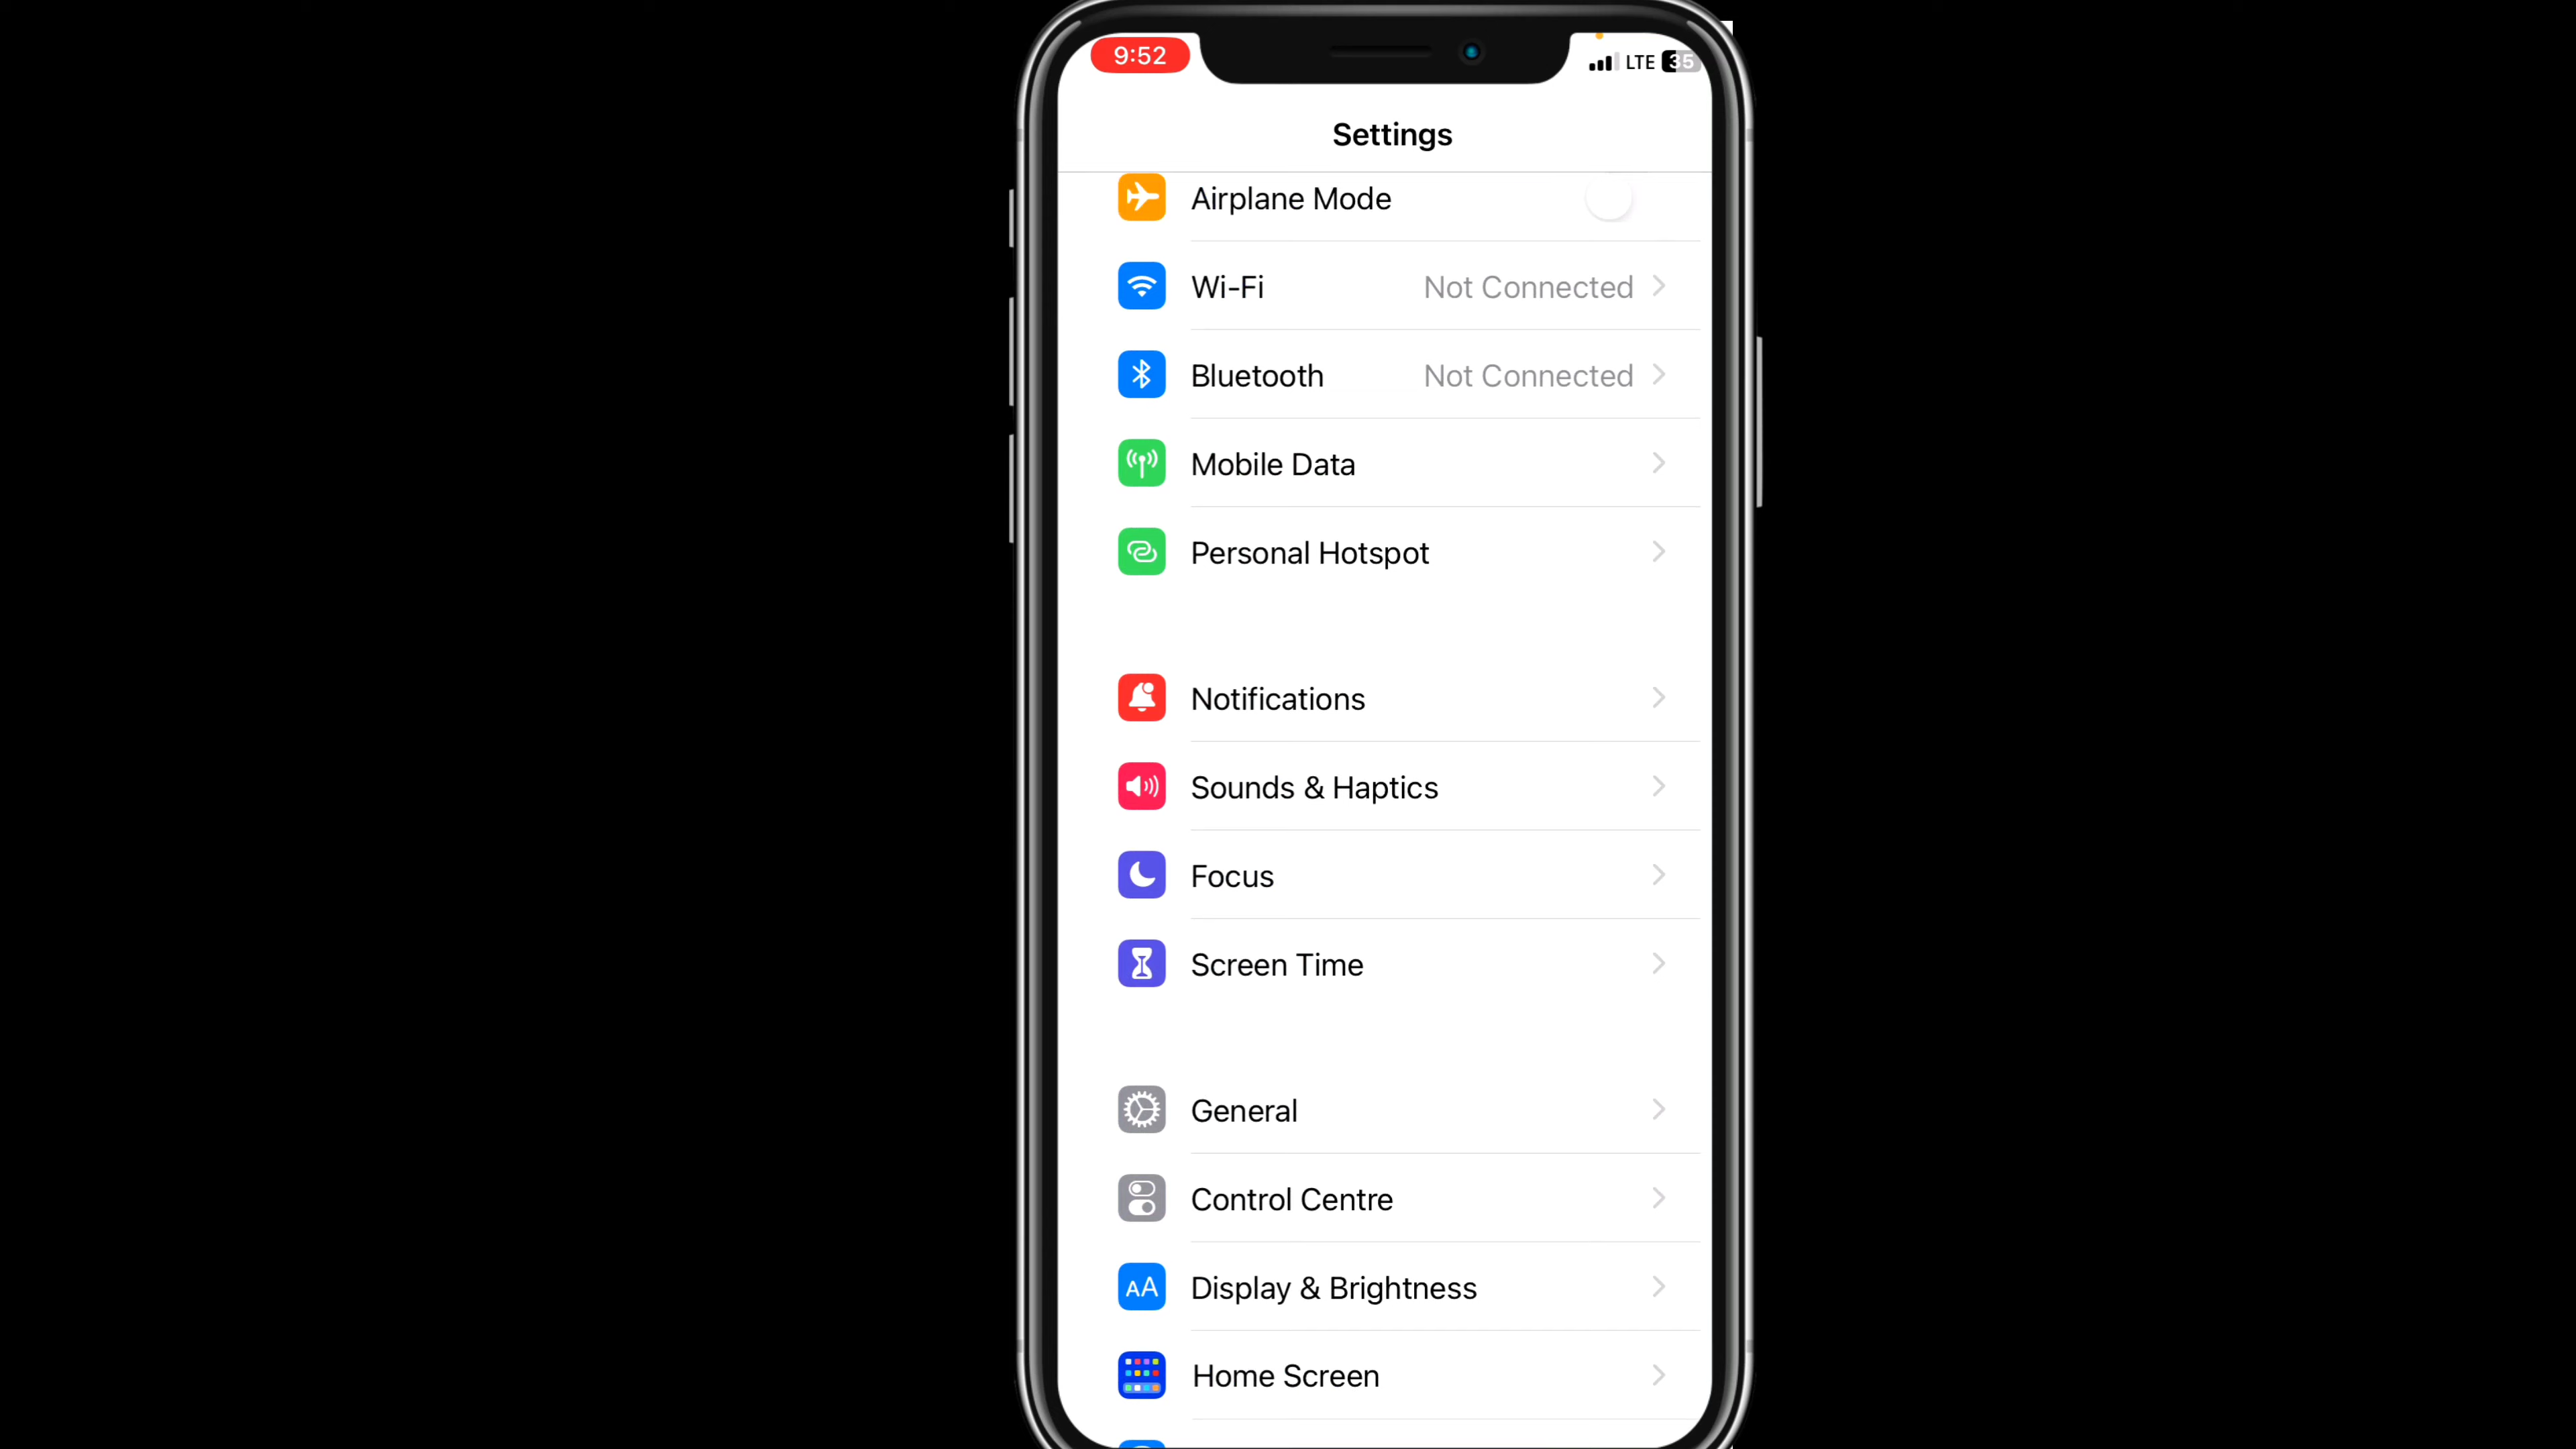 9:52
LTE 35
Settings
Airplane Mode
Wi-Fi Not Connected
Bluetooth Not Connected
Mobile Data
Personal Hotspot
Notifications
Sounds & Haptics
Focus
Screen Time
General
Control Centre
AA Display & Brightness
Home Screen